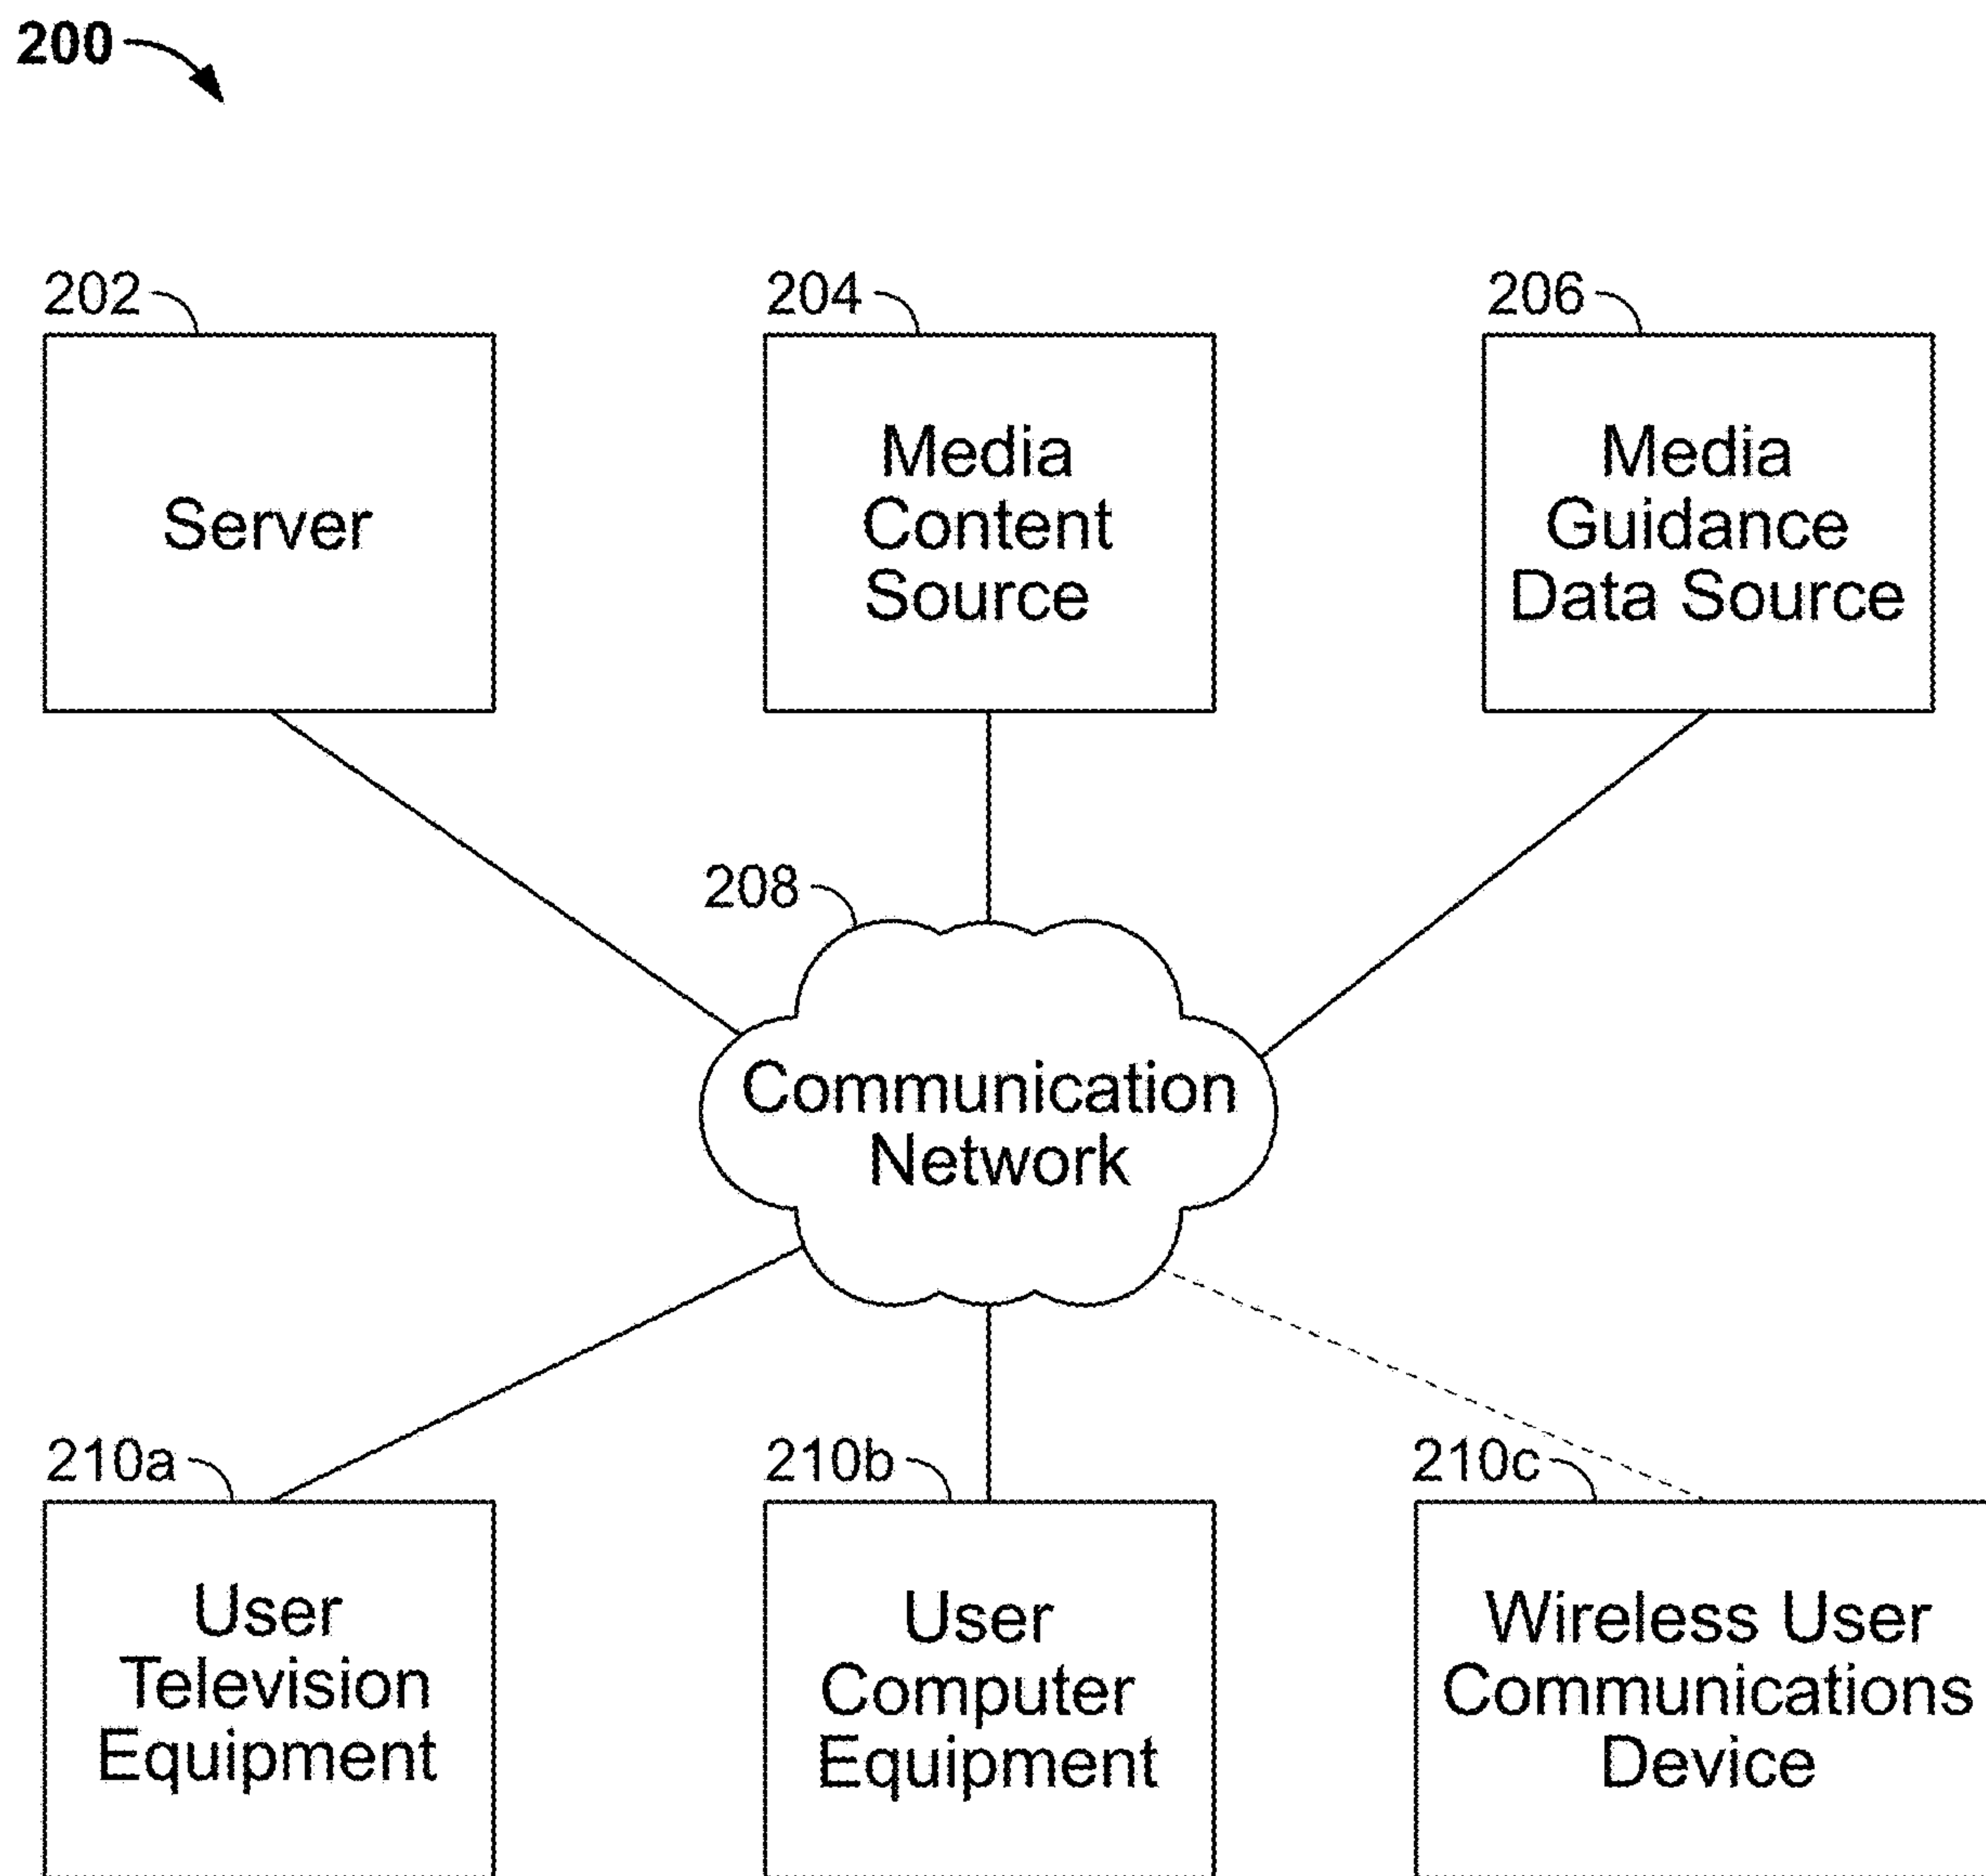 200
202
204
206
Server
Media
Content
Source
Media
Guidance
Data Source
208
Communication
Network
210a
210b
210c
User
Television
Equipment
User
Computer
Equipment
Wireless User
Communications
Device